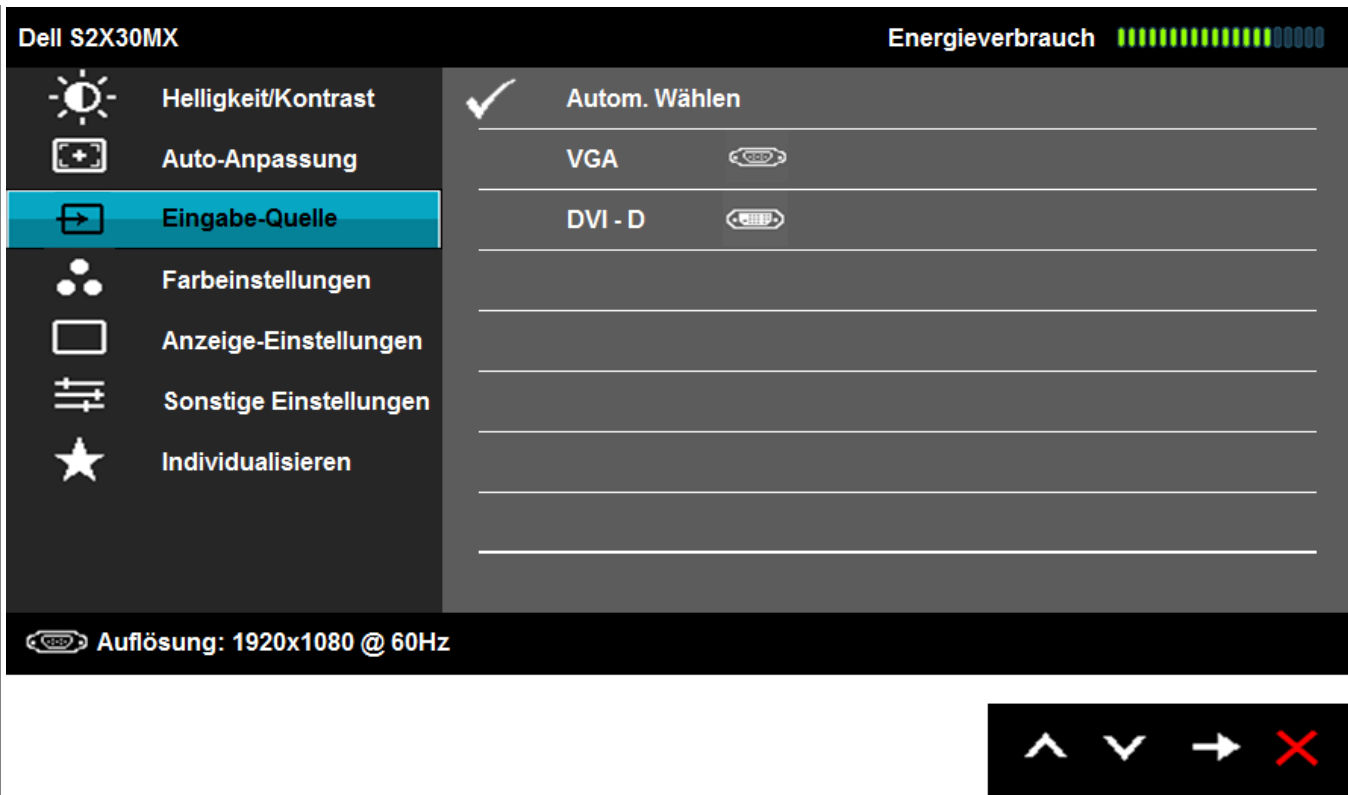 Dell S2X30MX
Energieverbrauch
Helligkeit/Kontrast
Auto-Anpassung
Eingabe-Quelle
Farbeinstellungen
Anzeige-Einstellungen
Sonstige Einstellungen
Individualisieren
Autom. Wählen
VGA
DVI - D
Auflösung: 1920x1080 @ 60Hz